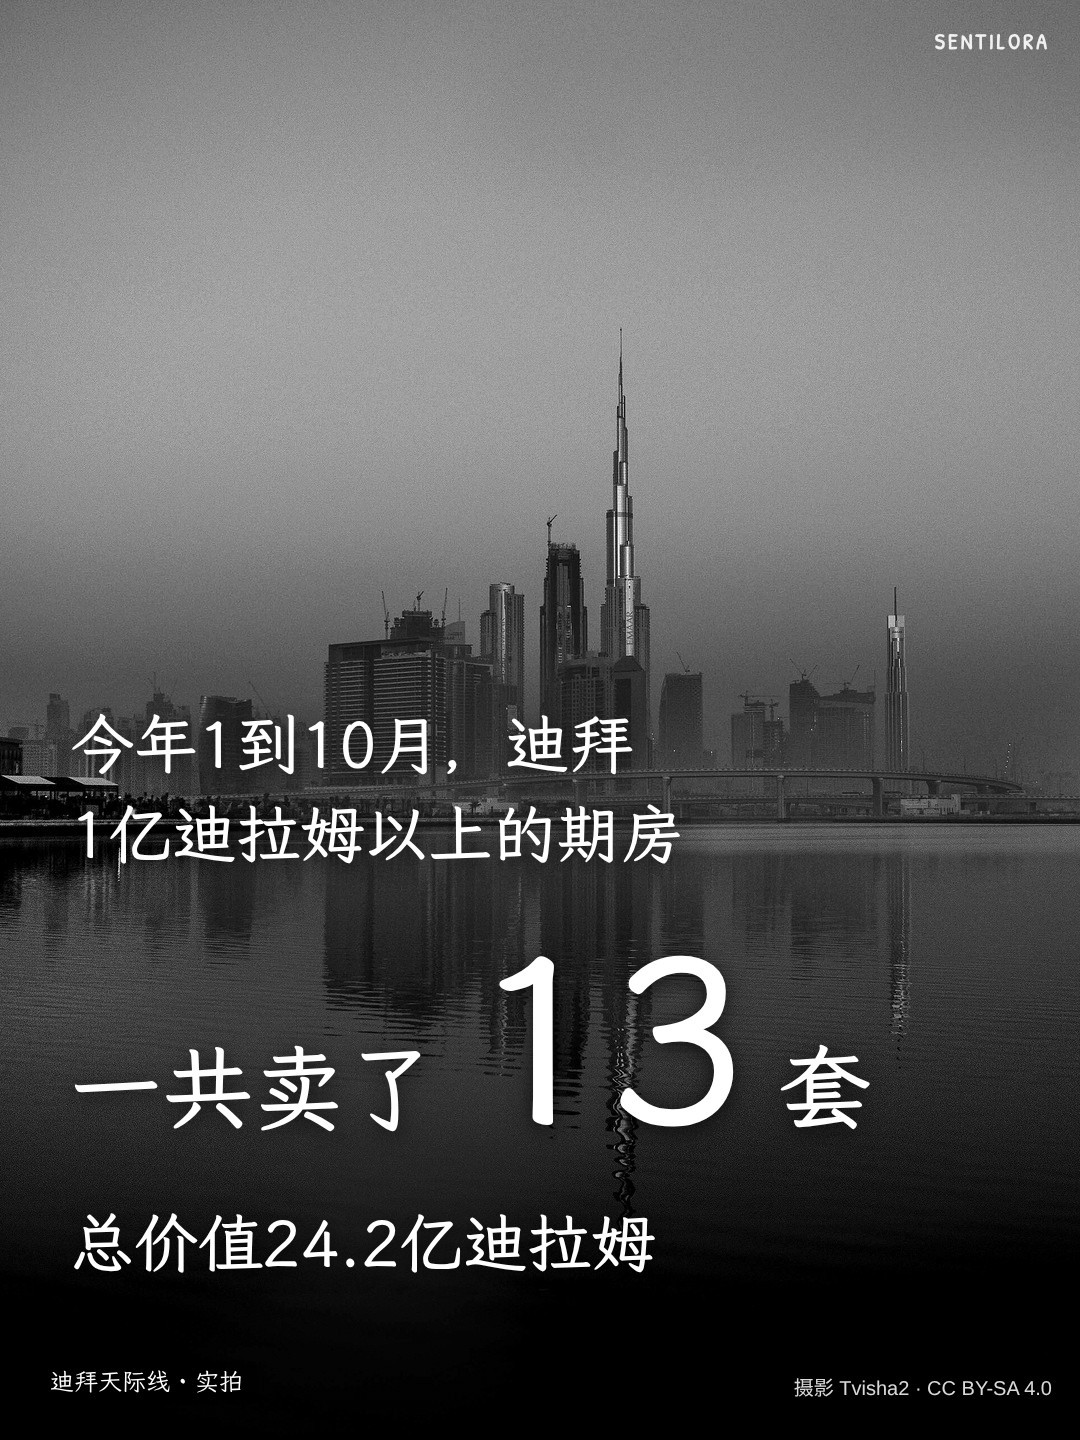 SENTILORA
今年1到10月，迪拜
1亿迪拉姆以上的期房
一共卖了 13 套
总价值24.2亿迪拉姆
迪拜天际线·实拍
摄影 Tvisha2 · CC BY-SA 4.0